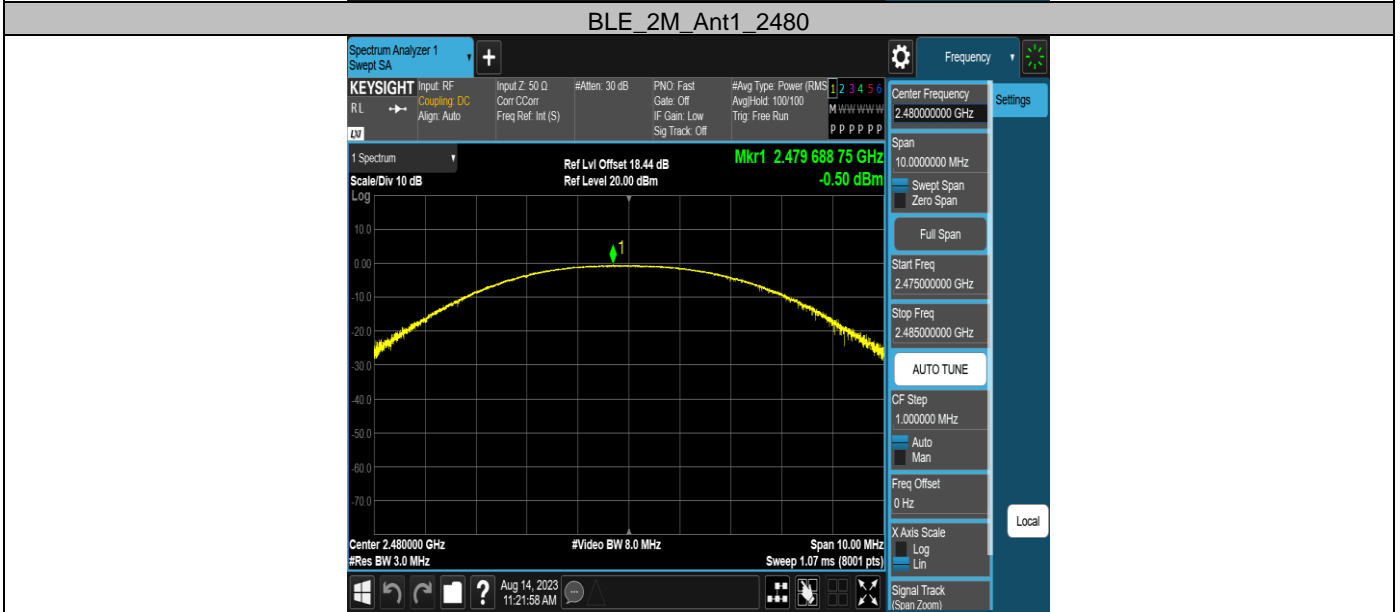 BLE_2M_Ant1_2480
Spectrum Analyzer 1
Swept SA
+
Frequency
KEYSIGHT
RL
LXI
Input: RF
Coupling: DC
Align: Auto
Input Z: 50 Ω
Corr CCorr
Freq Ref: Int (S)
#Atten: 30 dB
PNO: Fast
Gate: Off
IF Gain: Low
Sig Track: Off
#Avg Type: Power (RMS
Avg|Hold: 100/100
Trig: Free Run
1 2 3 4 5 6
M W W W W W
P P P P P P
1 Spectrum
Scale/Div 10 dB
Log
Ref Lvl Offset 18.44 dB
Ref Level 20.00 dBm
Mkr1 2.479 688 75 GHz
-0.50 dBm
1
10.0
0.00
-10.0
-20.0
-30.0
-40.0
-50.0
-60.0
-70.0
Center 2.480000 GHz
#Res BW 3.0 MHz
#Video BW 8.0 MHz
Span 10.00 MHz
Sweep 1.07 ms (8001 pts)
Center Frequency
2.480000000 GHz
Settings
Span
10.0000000 MHz
Swept Span
Zero Span
Full Span
Start Freq
2.475000000 GHz
Stop Freq
2.485000000 GHz
AUTO TUNE
CF Step
1.000000 MHz
Auto
Man
Freq Offset
0 Hz
X Axis Scale
Log
Lin
Local
Signal Track
(Span Zoom)
?
Aug 14, 2023
11:21:58 AM